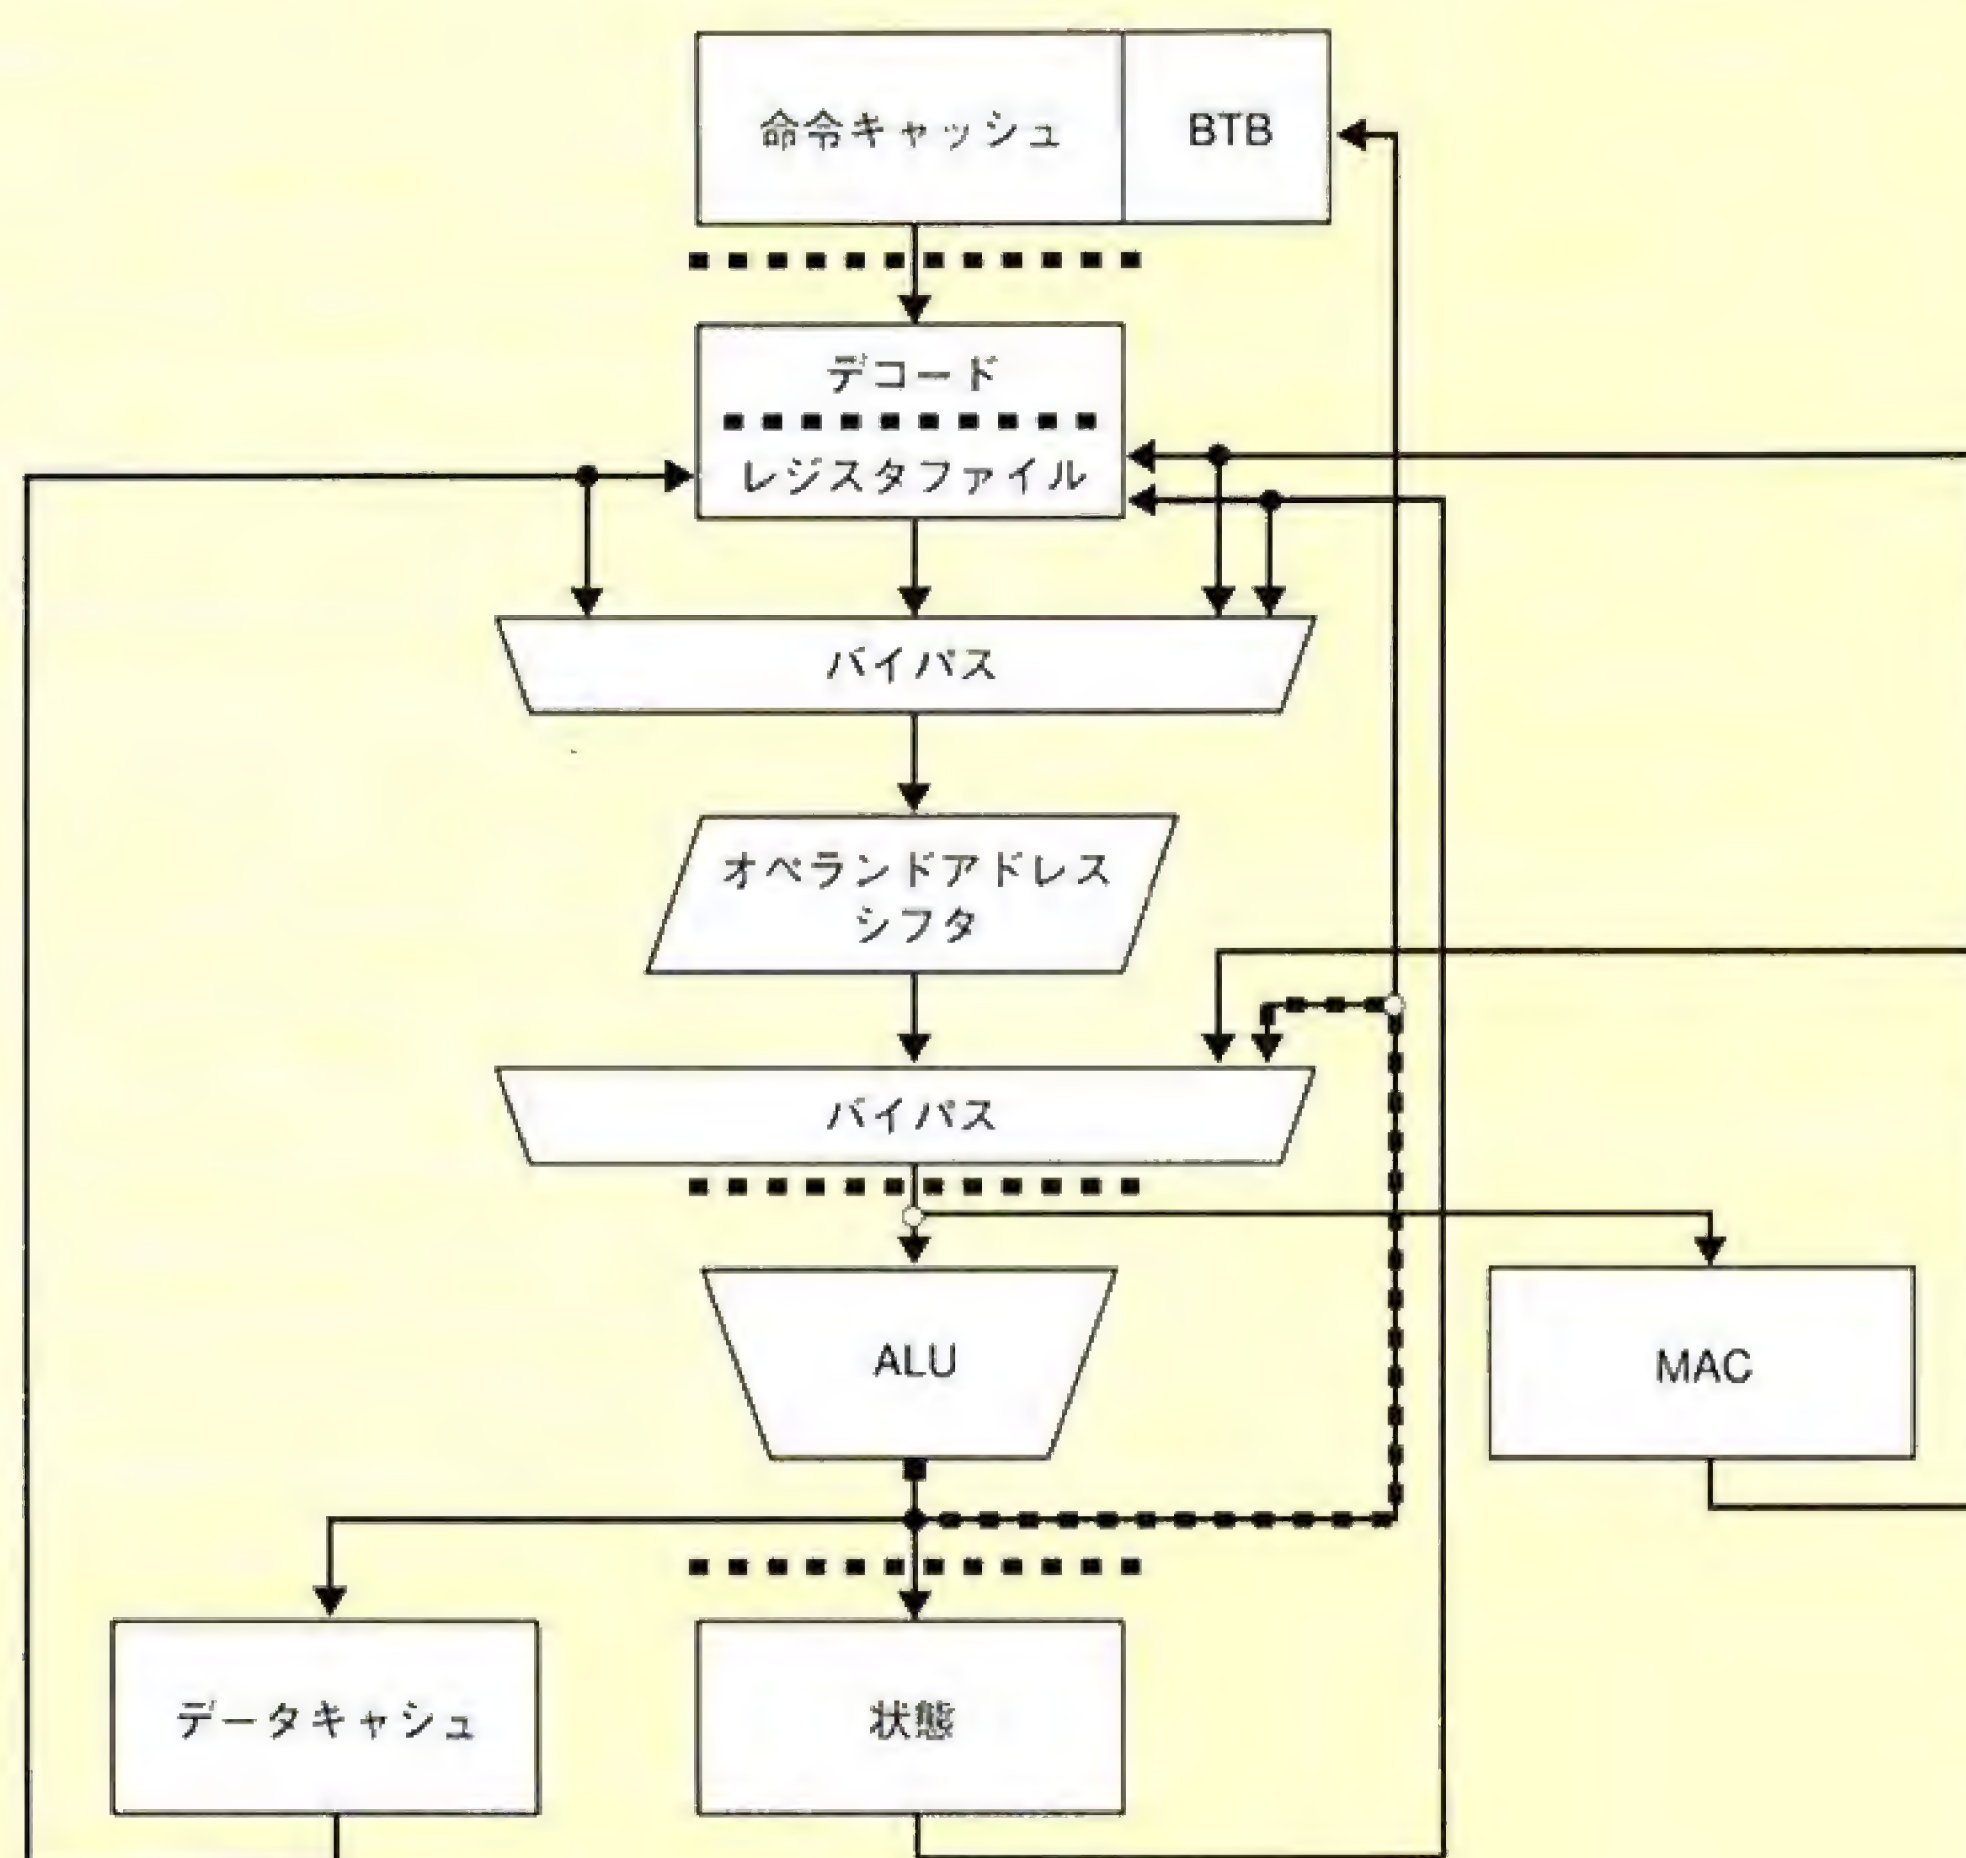 命令キャッシュ
BTB
デコード
レジスタファイル
バイパス
オペランドアドレス
シフタ
バイパス
ALU
MAC
データキャシュ
状態